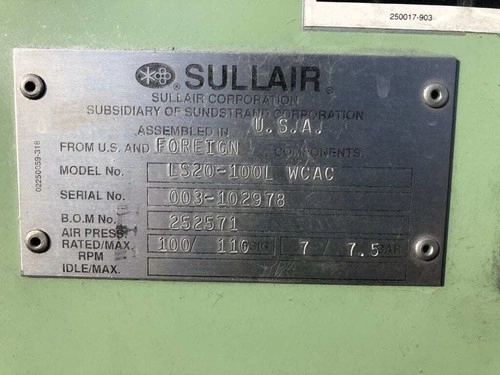 250017-903
SULLAIR®
SULLAIR CORPORATION
SUBSIDIARY OF SUNDSTRAND CORPORATION
ASSEMBLED IN U.S.A.
FROM U.S. AND FOREIGN COMPONENTS.
MODEL No. LS20-100L WCAC
SERIAL No. 003-102978
B.O.M No. 252571
AIR PRESS.
RATED/MAX. 100/ 110 PSIG 7 / 7.5 BAR
RPM
IDLE/MAX.
02250059-318